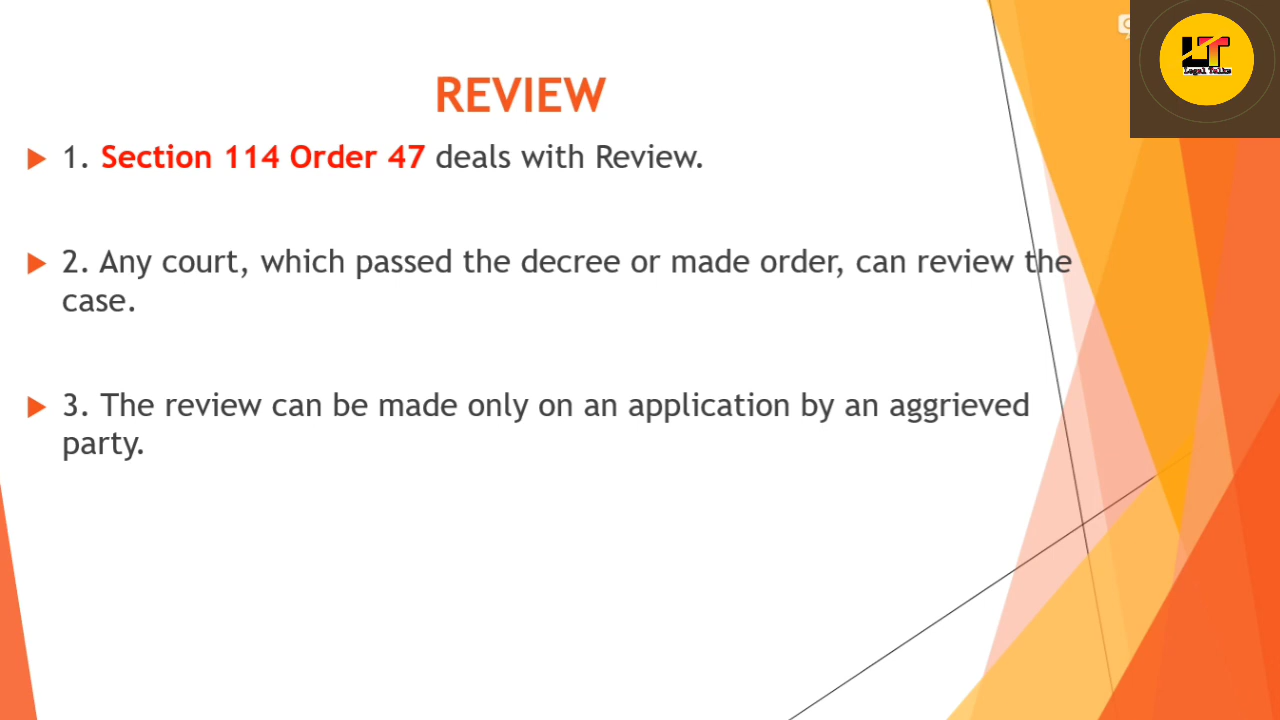 REVIEW
1. Section 114 Order 47 deals with Review.
2. Any court, which passed the decree or made order, can review the
case.
3. The review can be made only on an application by an aggrieved
party.
LT
Legal Talks